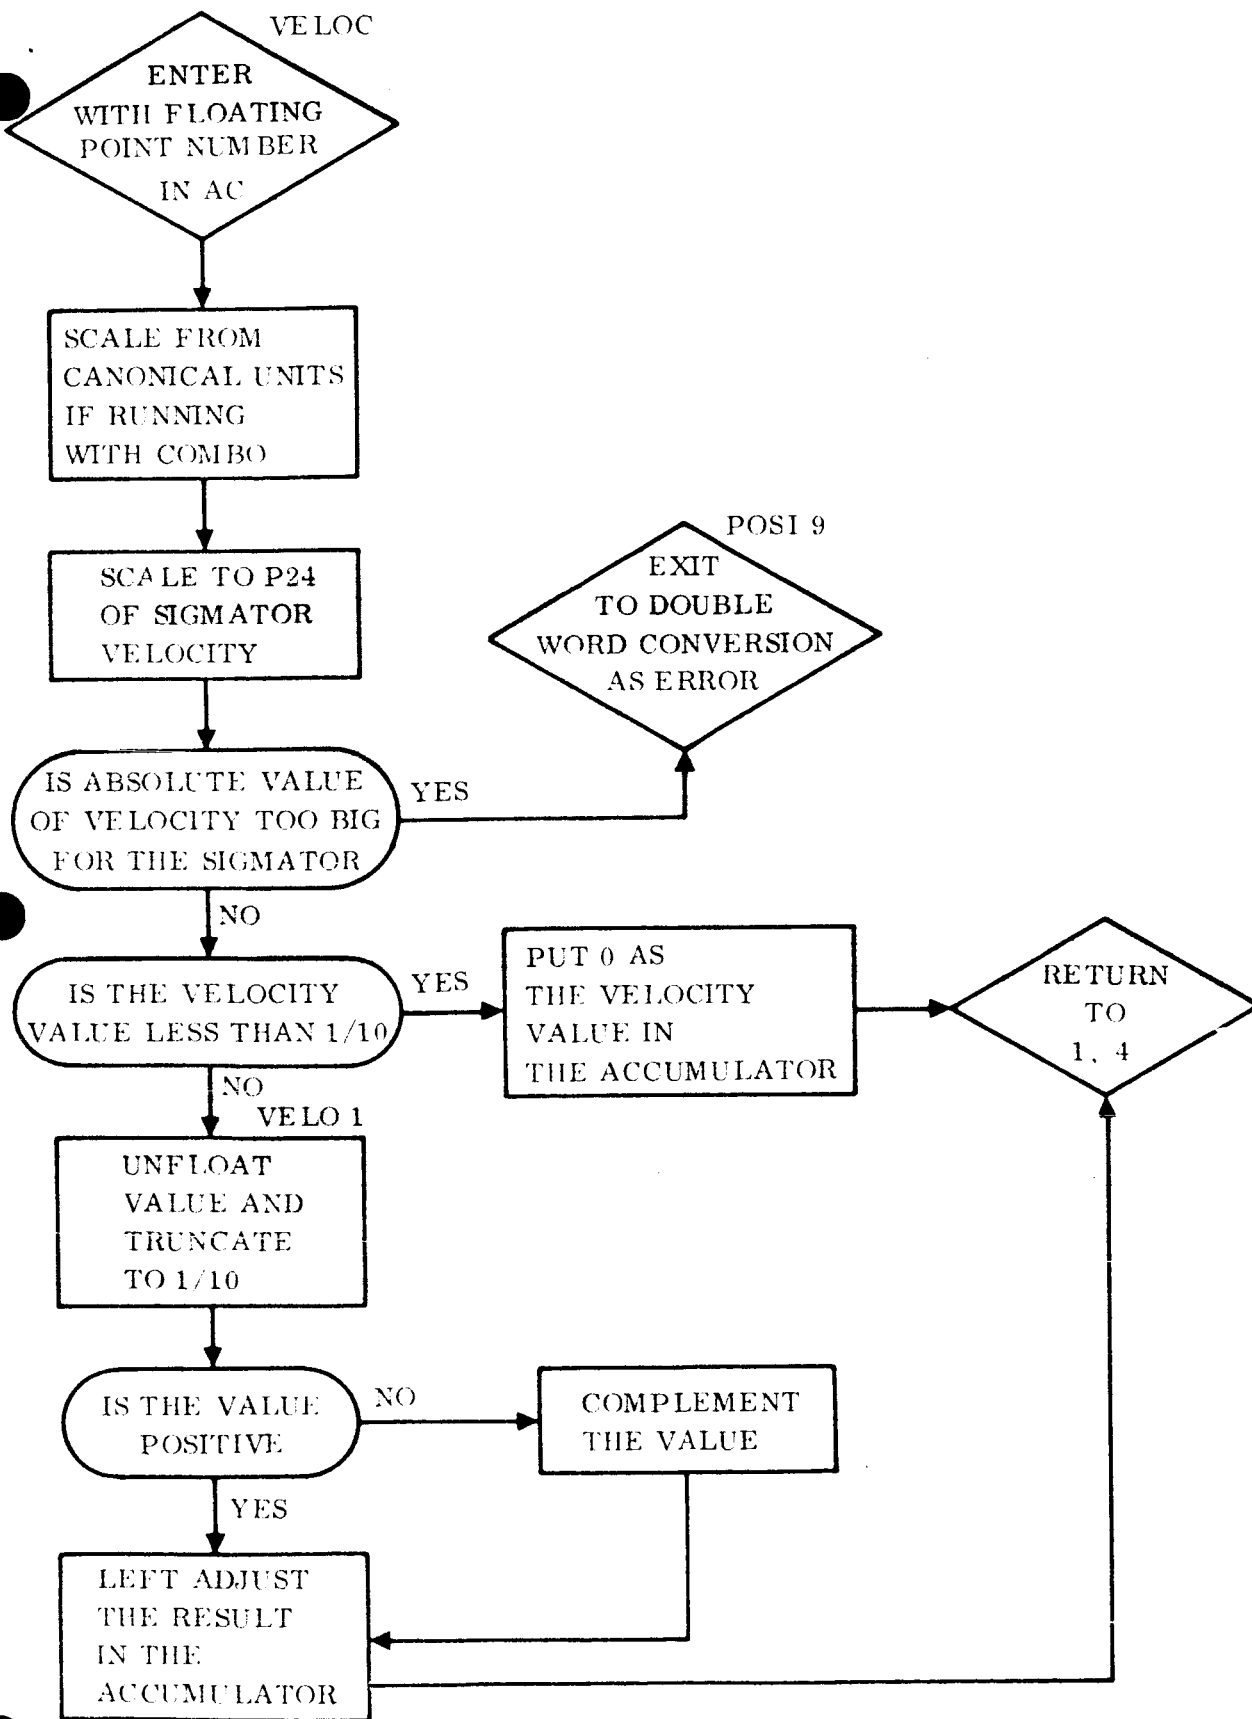 VELOC
ENTER
WITH FLOATING
POINT NUMBER
IN AC
SCALE FROM
CANONICAL UNITS
IF RUNNING
WITH COMBO
SCALE TO P24
OF SIGMATOR
VELOCITY
POSI 9
EXIT
TO DOUBLE
WORD CONVERSION
AS ERROR
IS ABSOLUTE VALUE
OF VELOCITY TOO BIG
FOR THE SIGMATOR
YES
NO
IS THE VELOCITY
VALUE LESS THAN 1/10
YES
PUT 0 AS
THE VELOCITY
VALUE IN
THE ACCUMULATOR
RETURN
TO
1, 4
NO
VELO 1
UNFLOAT
VALUE AND
TRUNCATE
TO 1/10
IS THE VALUE
POSITIVE
NO
COMPLEMENT
THE VALUE
YES
LEFT ADJUST
THE RESULT
IN THE
ACCUMULATOR